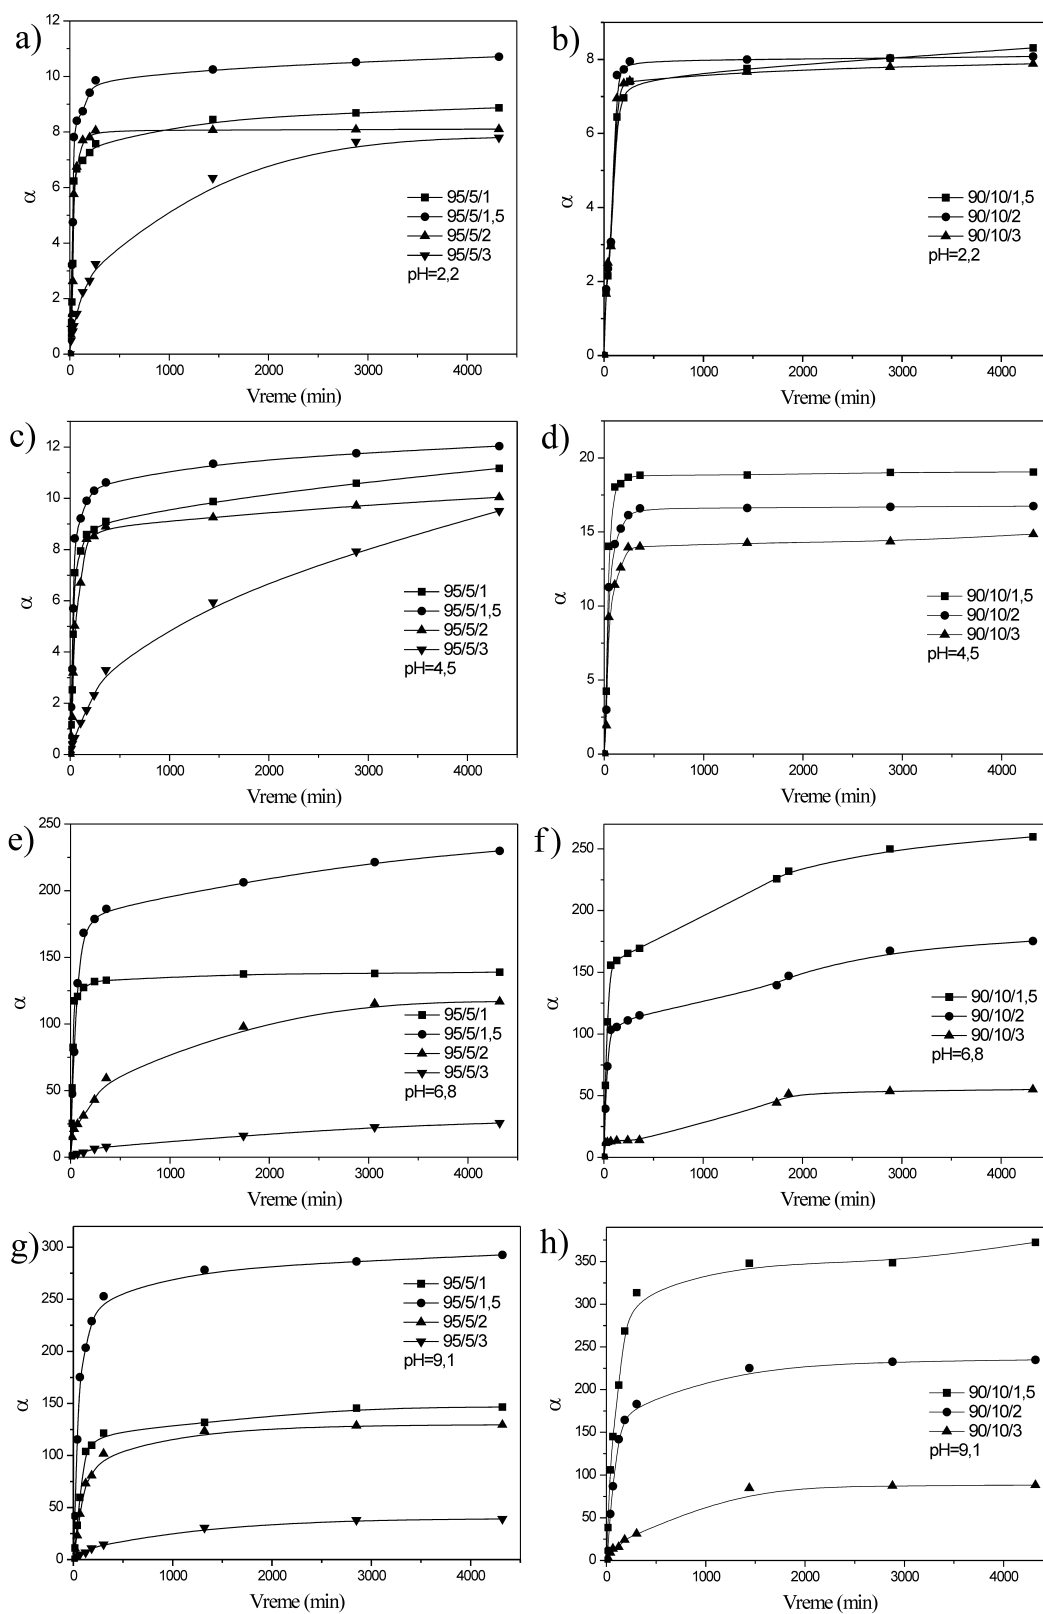 a)
12
10
8
6
4
2
0
α
95/5/1
95/5/1,5
95/5/2
95/5/3
pH=2,2
0 1000 2000 3000 4000
Vreme (min)
b)
8
6
4
2
0
α
90/10/1,5
90/10/2
90/10/3
pH=2,2
0 1000 2000 3000 4000
Vreme (min)
c)
12
10
8
6
4
2
0
α
95/5/1
95/5/1,5
95/5/2
95/5/3
pH=4,5
0 1000 2000 3000 4000
Vreme (min)
d)
20
15
10
5
0
α
90/10/1,5
90/10/2
90/10/3
pH=4,5
0 1000 2000 3000 4000
Vreme (min)
e)
250
200
150
100
50
0
α
95/5/1
95/5/1,5
95/5/2
95/5/3
pH=6,8
0 1000 2000 3000 4000
Vreme (min)
f)
250
200
150
100
50
0
α
90/10/1,5
90/10/2
90/10/3
pH=6,8
0 1000 2000 3000 4000
Vreme (min)
g)
300
250
200
150
100
50
0
α
95/5/1
95/5/1,5
95/5/2
95/5/3
pH=9,1
0 1000 2000 3000 4000
Vreme (min)
h)
350
300
250
200
150
100
50
0
α
90/10/1,5
90/10/2
90/10/3
pH=9,1
0 1000 2000 3000 4000
Vreme (min)